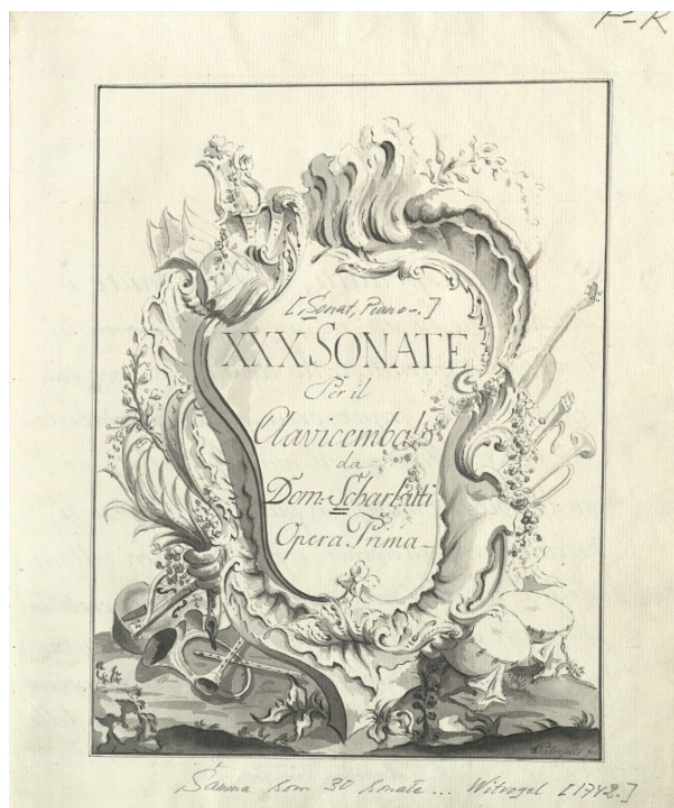 P-R
[Sonat, Piano-.]
XXX SONATE
Per il
Clavicembalo
da
Dom: Scharlatti
Opera Prima
Samma som 30 Sonate... Witvogel [1742.]